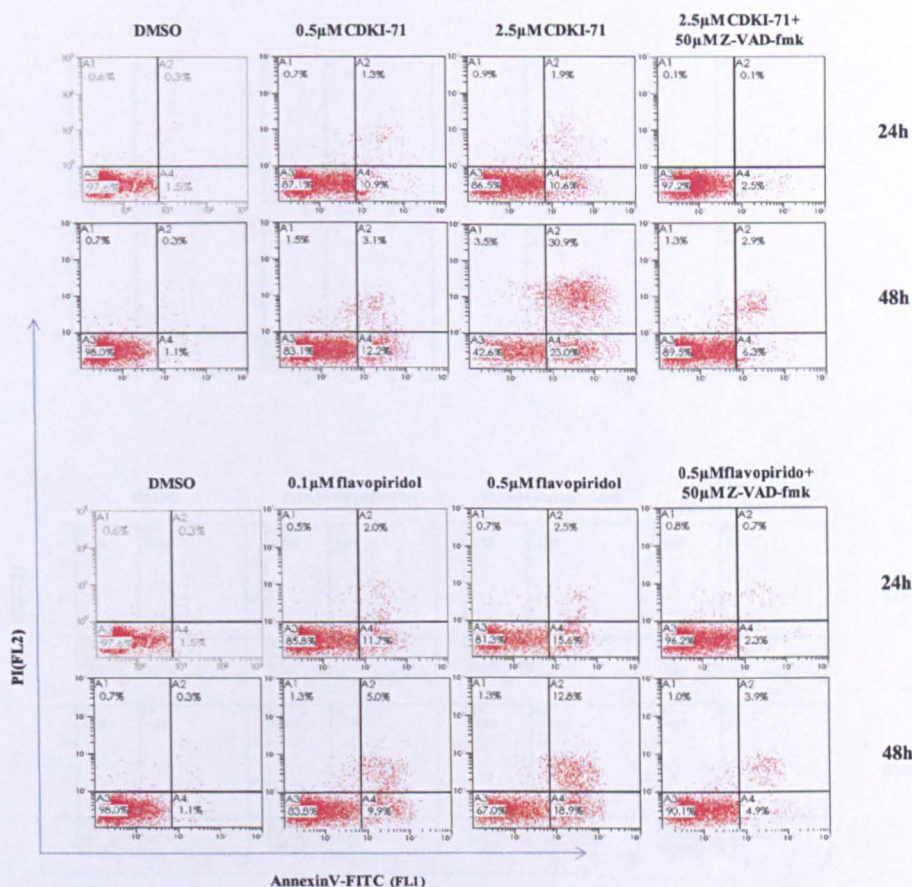 DMSO 0.5μM CDKI-71 2.5μM CDKI-71 2.5μM CDKI-71+
50μM Z-VAD-fmk
A1 A2 A1 A2 A1 A2 A1 A2
0.6% 0.3% 0.7% 1.3% 0.9% 1.9% 0.1% 0.1%
24h
A3 A4 A3 A4 A3 A4 A3 A4
1.5% 87.1% 10.9% 86.5% 10.6% 97.2% 2.5%
A1 A2 A1 A2 A1 A2 A1 A2
0.7% 0.3% 1.5% 3.1% 3.5% 30.9% 1.3% 2.9%
48h
A3 A4 A3 A4 A3 A4 A3 A4
98.0% 1.1% 83.1% 12.2% 42.6% 23.0% 89.5% 6.3%
DMSO 0.1μM flavopiridol 0.5μM flavopiridol 0.5μMflavopirido+
50μM Z-VAD-fmk
A1 A2 A1 A2 A1 A2 A1 A2
0.6% 0.3% 0.5% 2.0% 0.7% 2.5% 0.8% 0.7%
24h
A3 A4 A3 A4 A3 A4 A3 A4
1.5% 85.8% 11.7% 81.3% 15.6% 96.2% 2.3%
A1 A2 A1 A2 A1 A2 A1 A2
0.7% 0.3% 1.3% 5.0% 1.3% 12.8% 1.0% 3.9%
48h
A3 A4 A3 A4 A3 A4 A3 A4
98.0% 1.1% 83.8% 9.9% 67.0% 18.9% 90.1% 4.9%
PI(FL2)
AnnexinV-FITC (FL1)